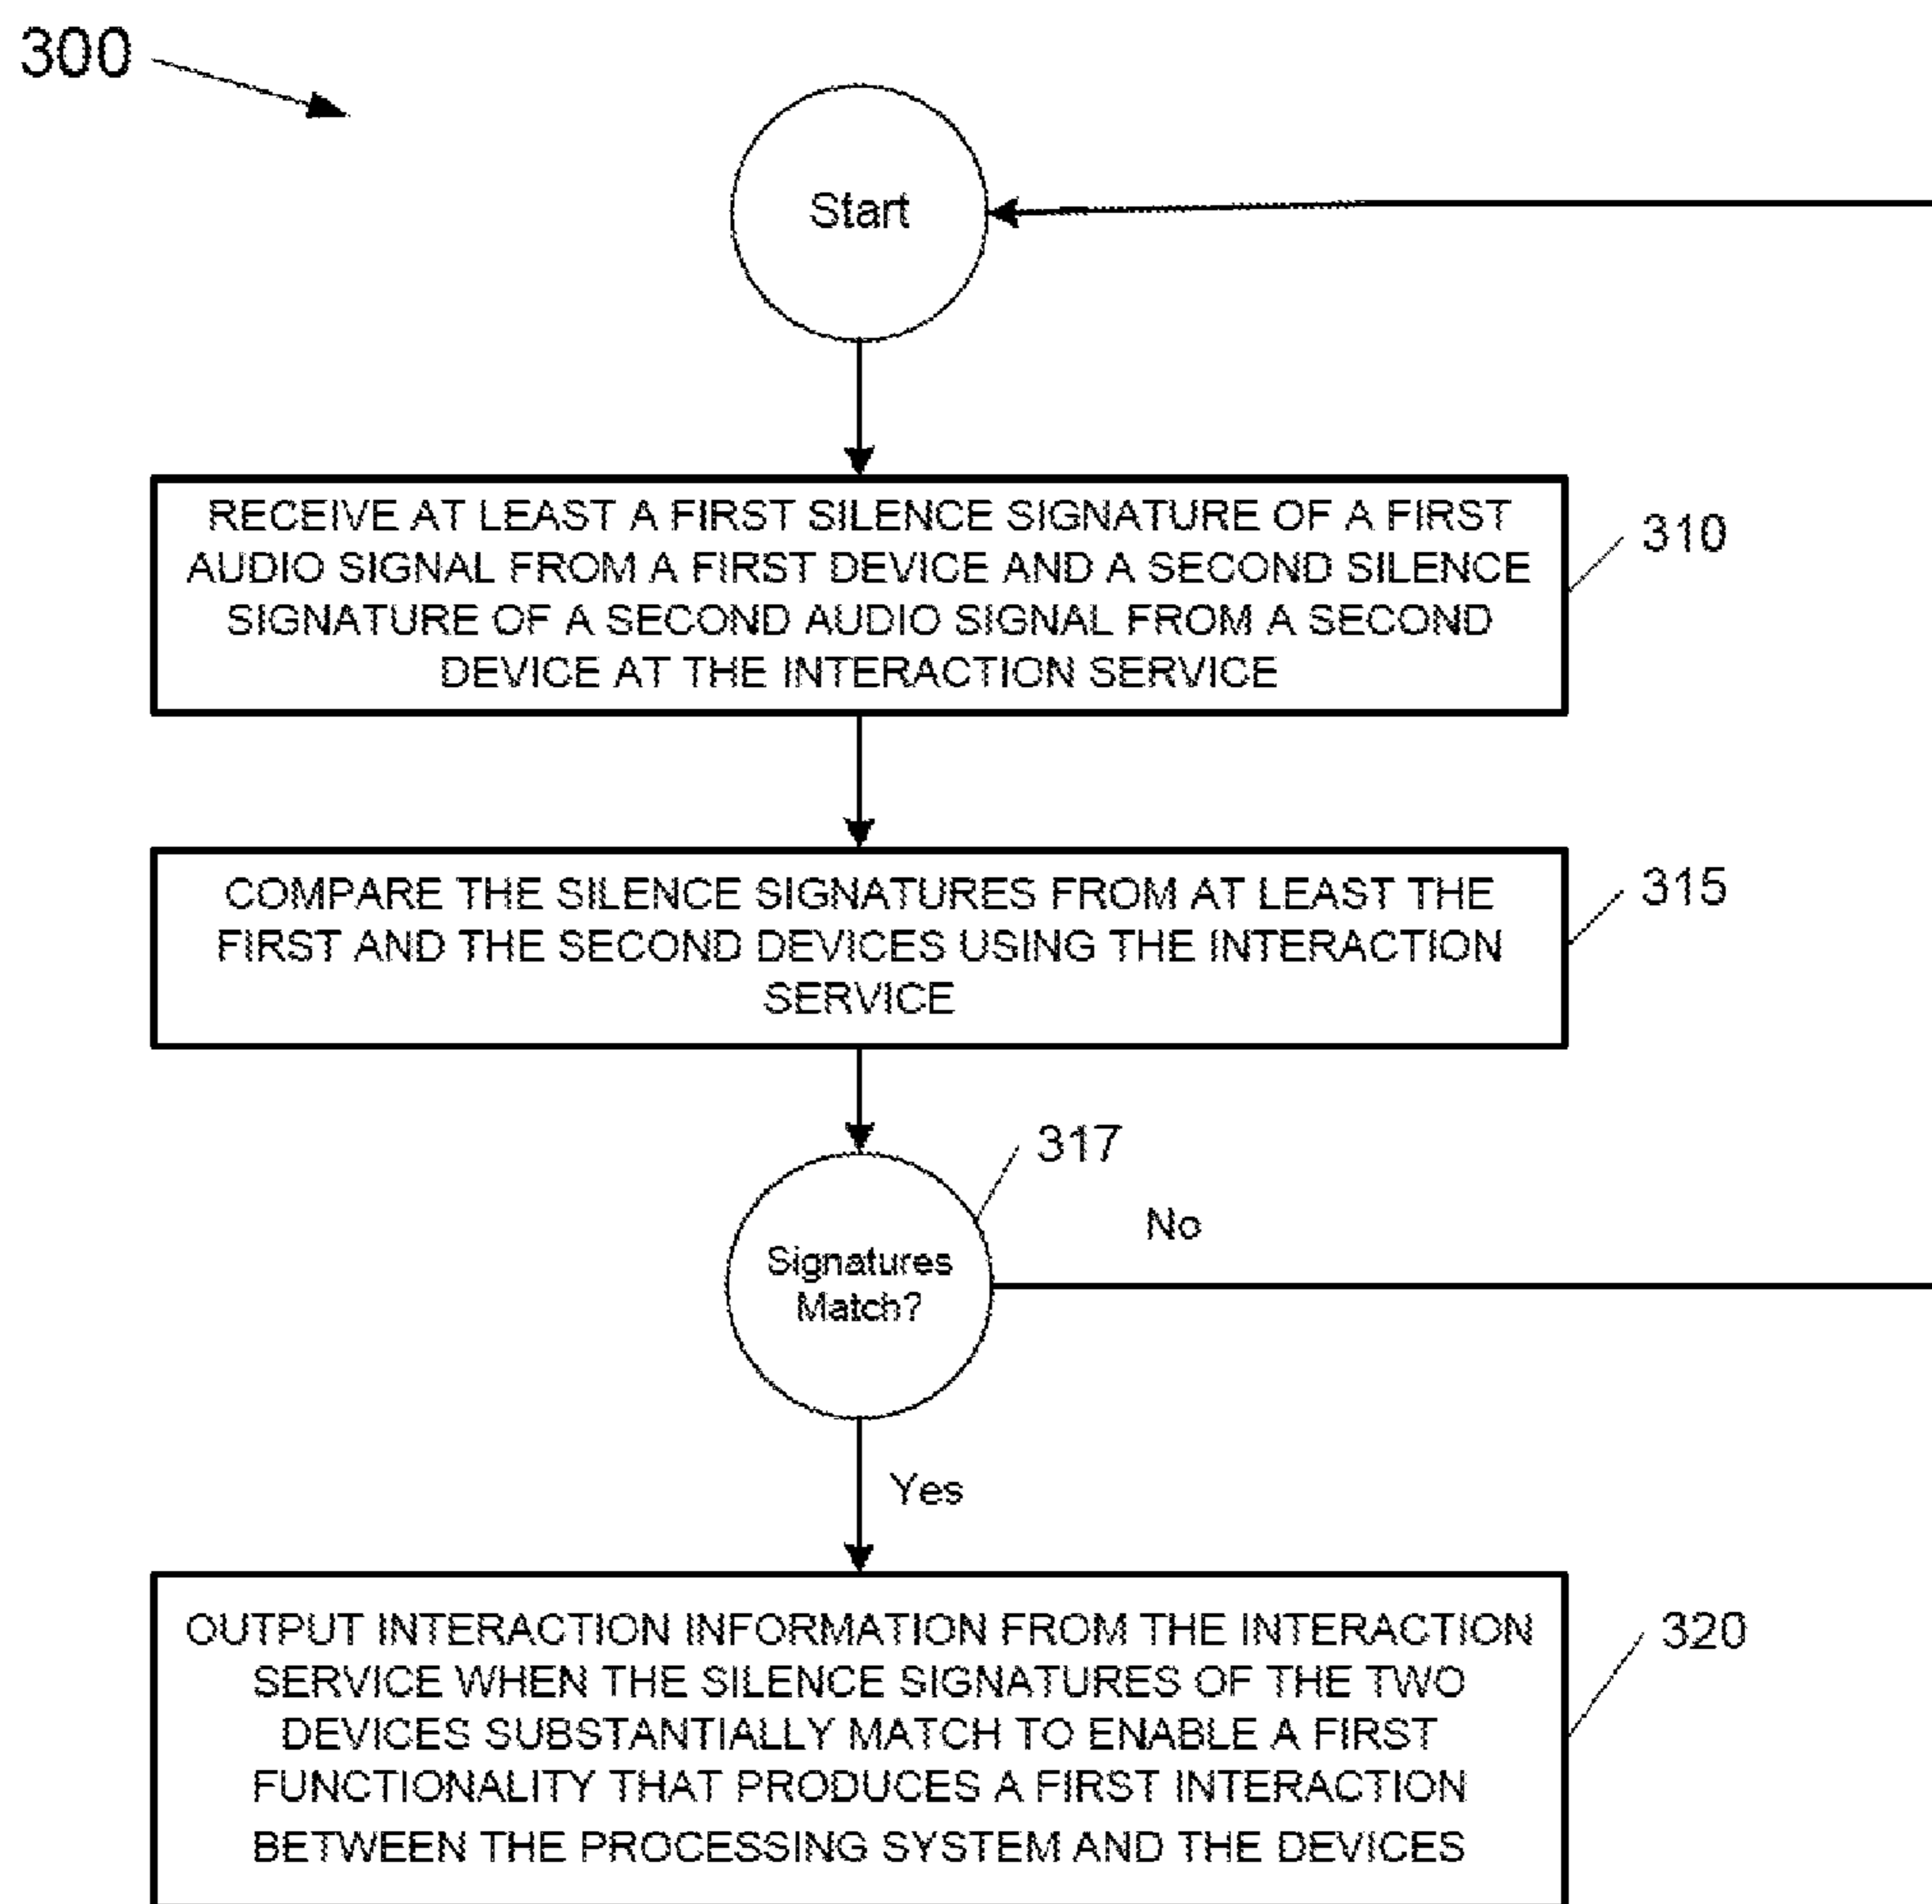 300
Start
RECEIVE AT LEAST A FIRST SILENCE SIGNATURE OF A FIRST
AUDIO SIGNAL FROM A FIRST DEVICE AND A SECOND SILENCE
SIGNATURE OF A SECOND AUDIO SIGNAL FROM A SECOND
DEVICE AT THE INTERACTION SERVICE
310
COMPARE THE SILENCE SIGNATURES FROM AT LEAST THE
FIRST AND THE SECOND DEVICES USING THE INTERACTION
SERVICE
315
317
Signatures
Match?
No
Yes
OUTPUT INTERACTION INFORMATION FROM THE INTERACTION
SERVICE WHEN THE SILENCE SIGNATURES OF THE TWO
DEVICES SUBSTANTIALLY MATCH TO ENABLE A FIRST
FUNCTIONALITY THAT PRODUCES A FIRST INTERACTION
BETWEEN THE PROCESSING SYSTEM AND THE DEVICES
320